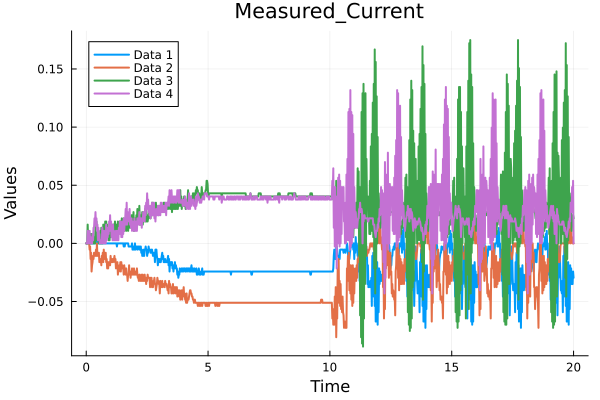 Measured_Current
Data 1
Data 2
Data 3
Data 4
Values
0.15
0.10
0.05
0.00
−0.05
0
5
10
15
20
Time